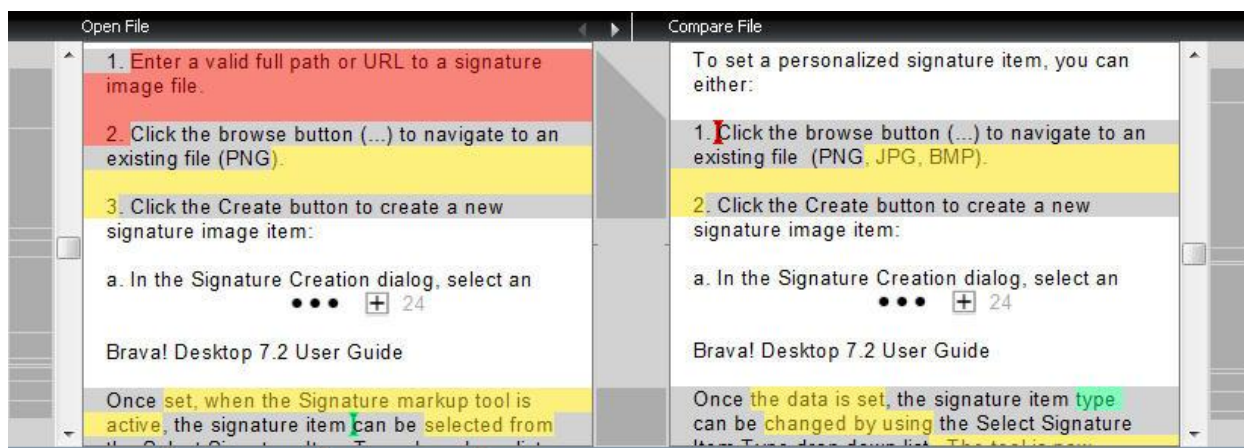 Open File
1. Enter a valid full path or URL to a signature
image file.
2. Click the browse button (...) to navigate to an
existing file (PNG).
3. Click the Create button to create a new
signature image item:
a. In the Signature Creation dialog, select an
••• + 24
Brava! Desktop 7.2 User Guide
Once set, when the Signature markup tool is
active, the signature item can be selected from
Compare File
To set a personalized signature item, you can
either:
1. Click the browse button (...) to navigate to an
existing file (PNG, JPG, BMP).
2. Click the Create button to create a new
signature image item:
a. In the Signature Creation dialog, select an
••• + 24
Brava! Desktop 7.2 User Guide
Once the data is set, the signature item type
can be changed by using the Select Signature